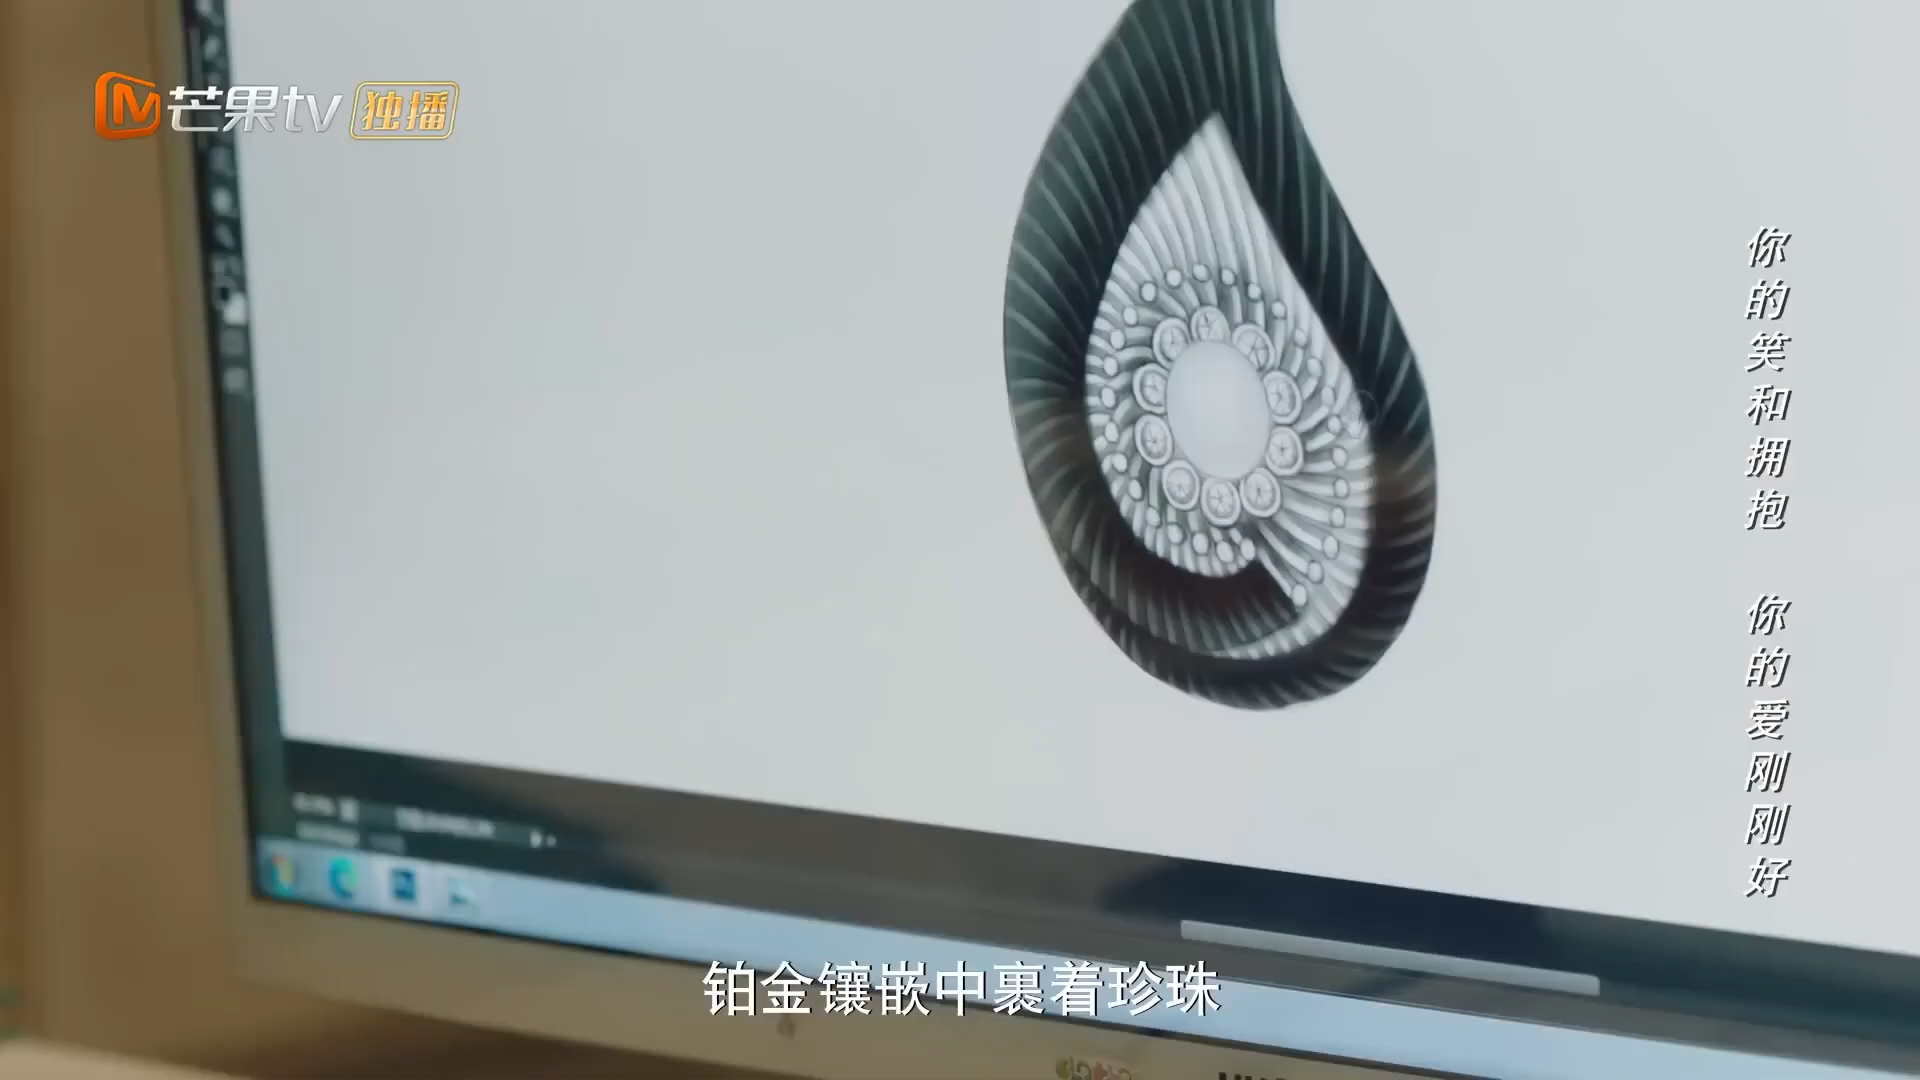 芒果tv 独播
你的笑和拥抱 你的爱刚刚好
铂金镶嵌中裹着珍珠